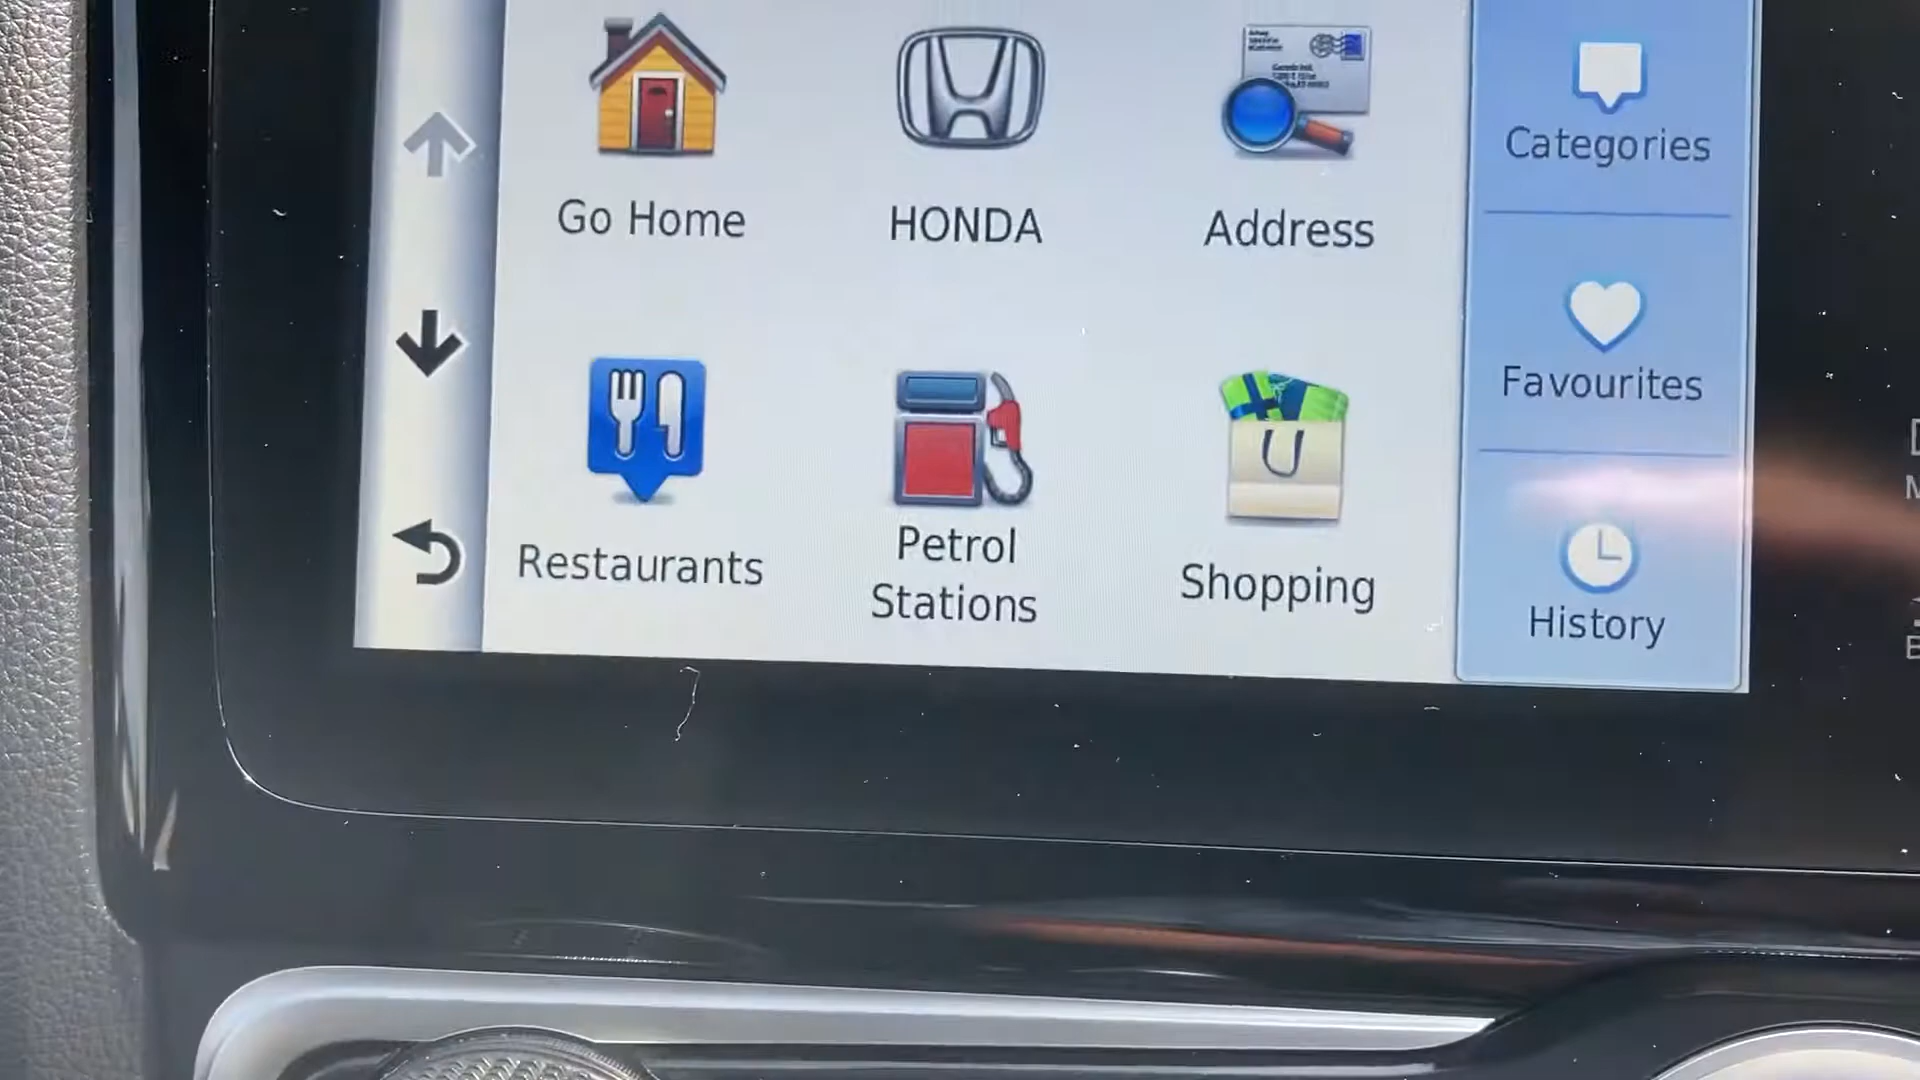 Go Home
HONDA
Address
Categories
Favourites
Restaurants
Petrol
Stations
Shopping
History